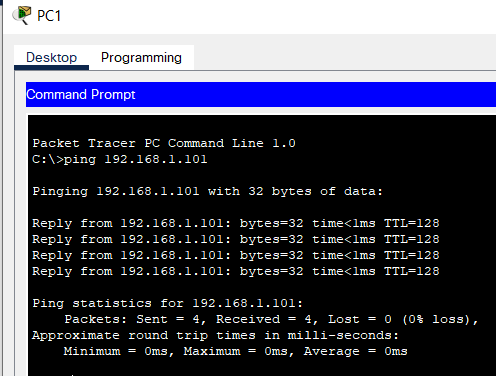 PC1
Desktop Programming
Command Prompt
Packet Tracer PC Command Line 1.0
C:\>ping 192.168.1.101
Pinging 192.168.1.101 with 32 bytes of data:
Reply from 192.168.1.101: bytes=32 time<1ms TTL=128
Reply from 192.168.1.101: bytes=32 time<1ms TTL=128
Reply from 192.168.1.101: bytes=32 time<1ms TTL=128
Reply from 192.168.1.101: bytes=32 time<1ms TTL=128
Ping statistics for 192.168.1.101:
Packets: Sent = 4, Received = 4, Lost = 0 (0% loss),
Approximate round trip times in milli-seconds:
Minimum = 0ms, Maximum = 0ms, Average = 0ms